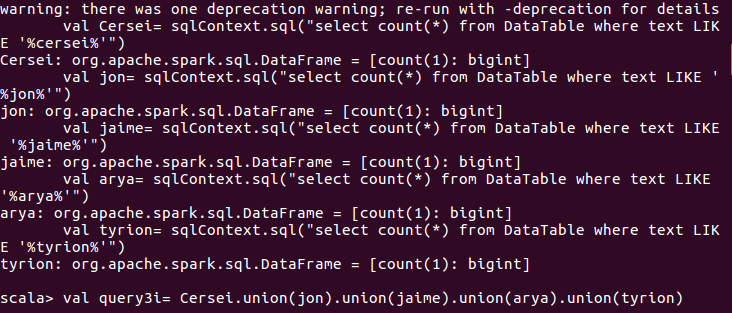 warning: there was one deprecation warning; re-run with -deprecation for details
       val Cersei= sqlContext.sql("select count(*) from DataTable where text LIK
E '%cersei%'")
Cersei: org.apache.spark.sql.DataFrame = [count(1): bigint]
       val jon= sqlContext.sql("select count(*) from DataTable where text LIKE '
%jon%'")
jon: org.apache.spark.sql.DataFrame = [count(1): bigint]
       val jaime= sqlContext.sql("select count(*) from DataTable where text LIKE
 '%jaime%'")
jaime: org.apache.spark.sql.DataFrame = [count(1): bigint]
       val arya= sqlContext.sql("select count(*) from DataTable where text LIKE 
'%arya%'")
arya: org.apache.spark.sql.DataFrame = [count(1): bigint]
       val tyrion= sqlContext.sql("select count(*) from DataTable where text LIK
E '%tyrion%'")
tyrion: org.apache.spark.sql.DataFrame = [count(1): bigint]
scala> val query3i= Cersei.union(jon).union(jaime).union(arya).union(tyrion)